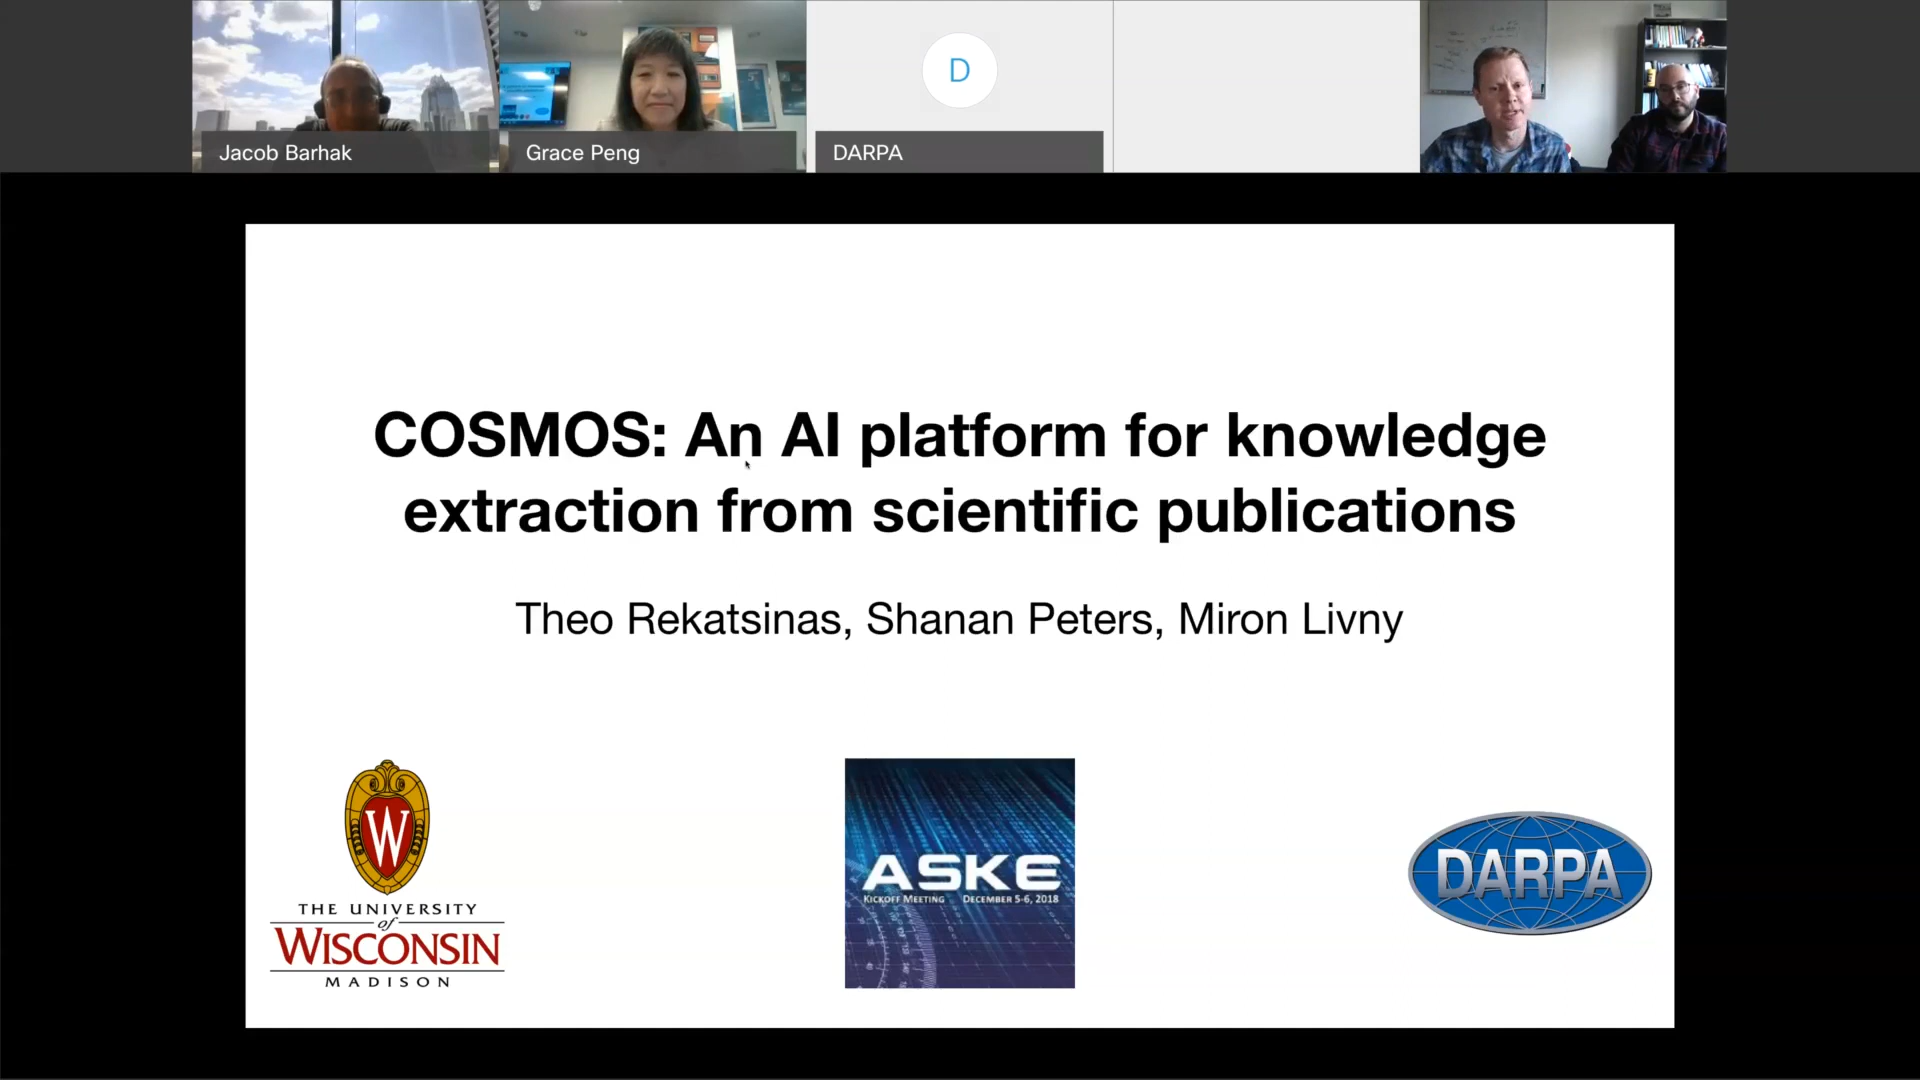 Jacob Barhak
Grace Peng
D
DARPA
COSMOS: An AI platform for knowledge
extraction from scientific publications
Theo Rekatsinas, Shanan Peters, Miron Livny
W
THE UNIVERSITY
of
WISCONSIN
MADISON
ASKE
KICKOFF MEETING DECEMBER 5-6, 2018
DARPA